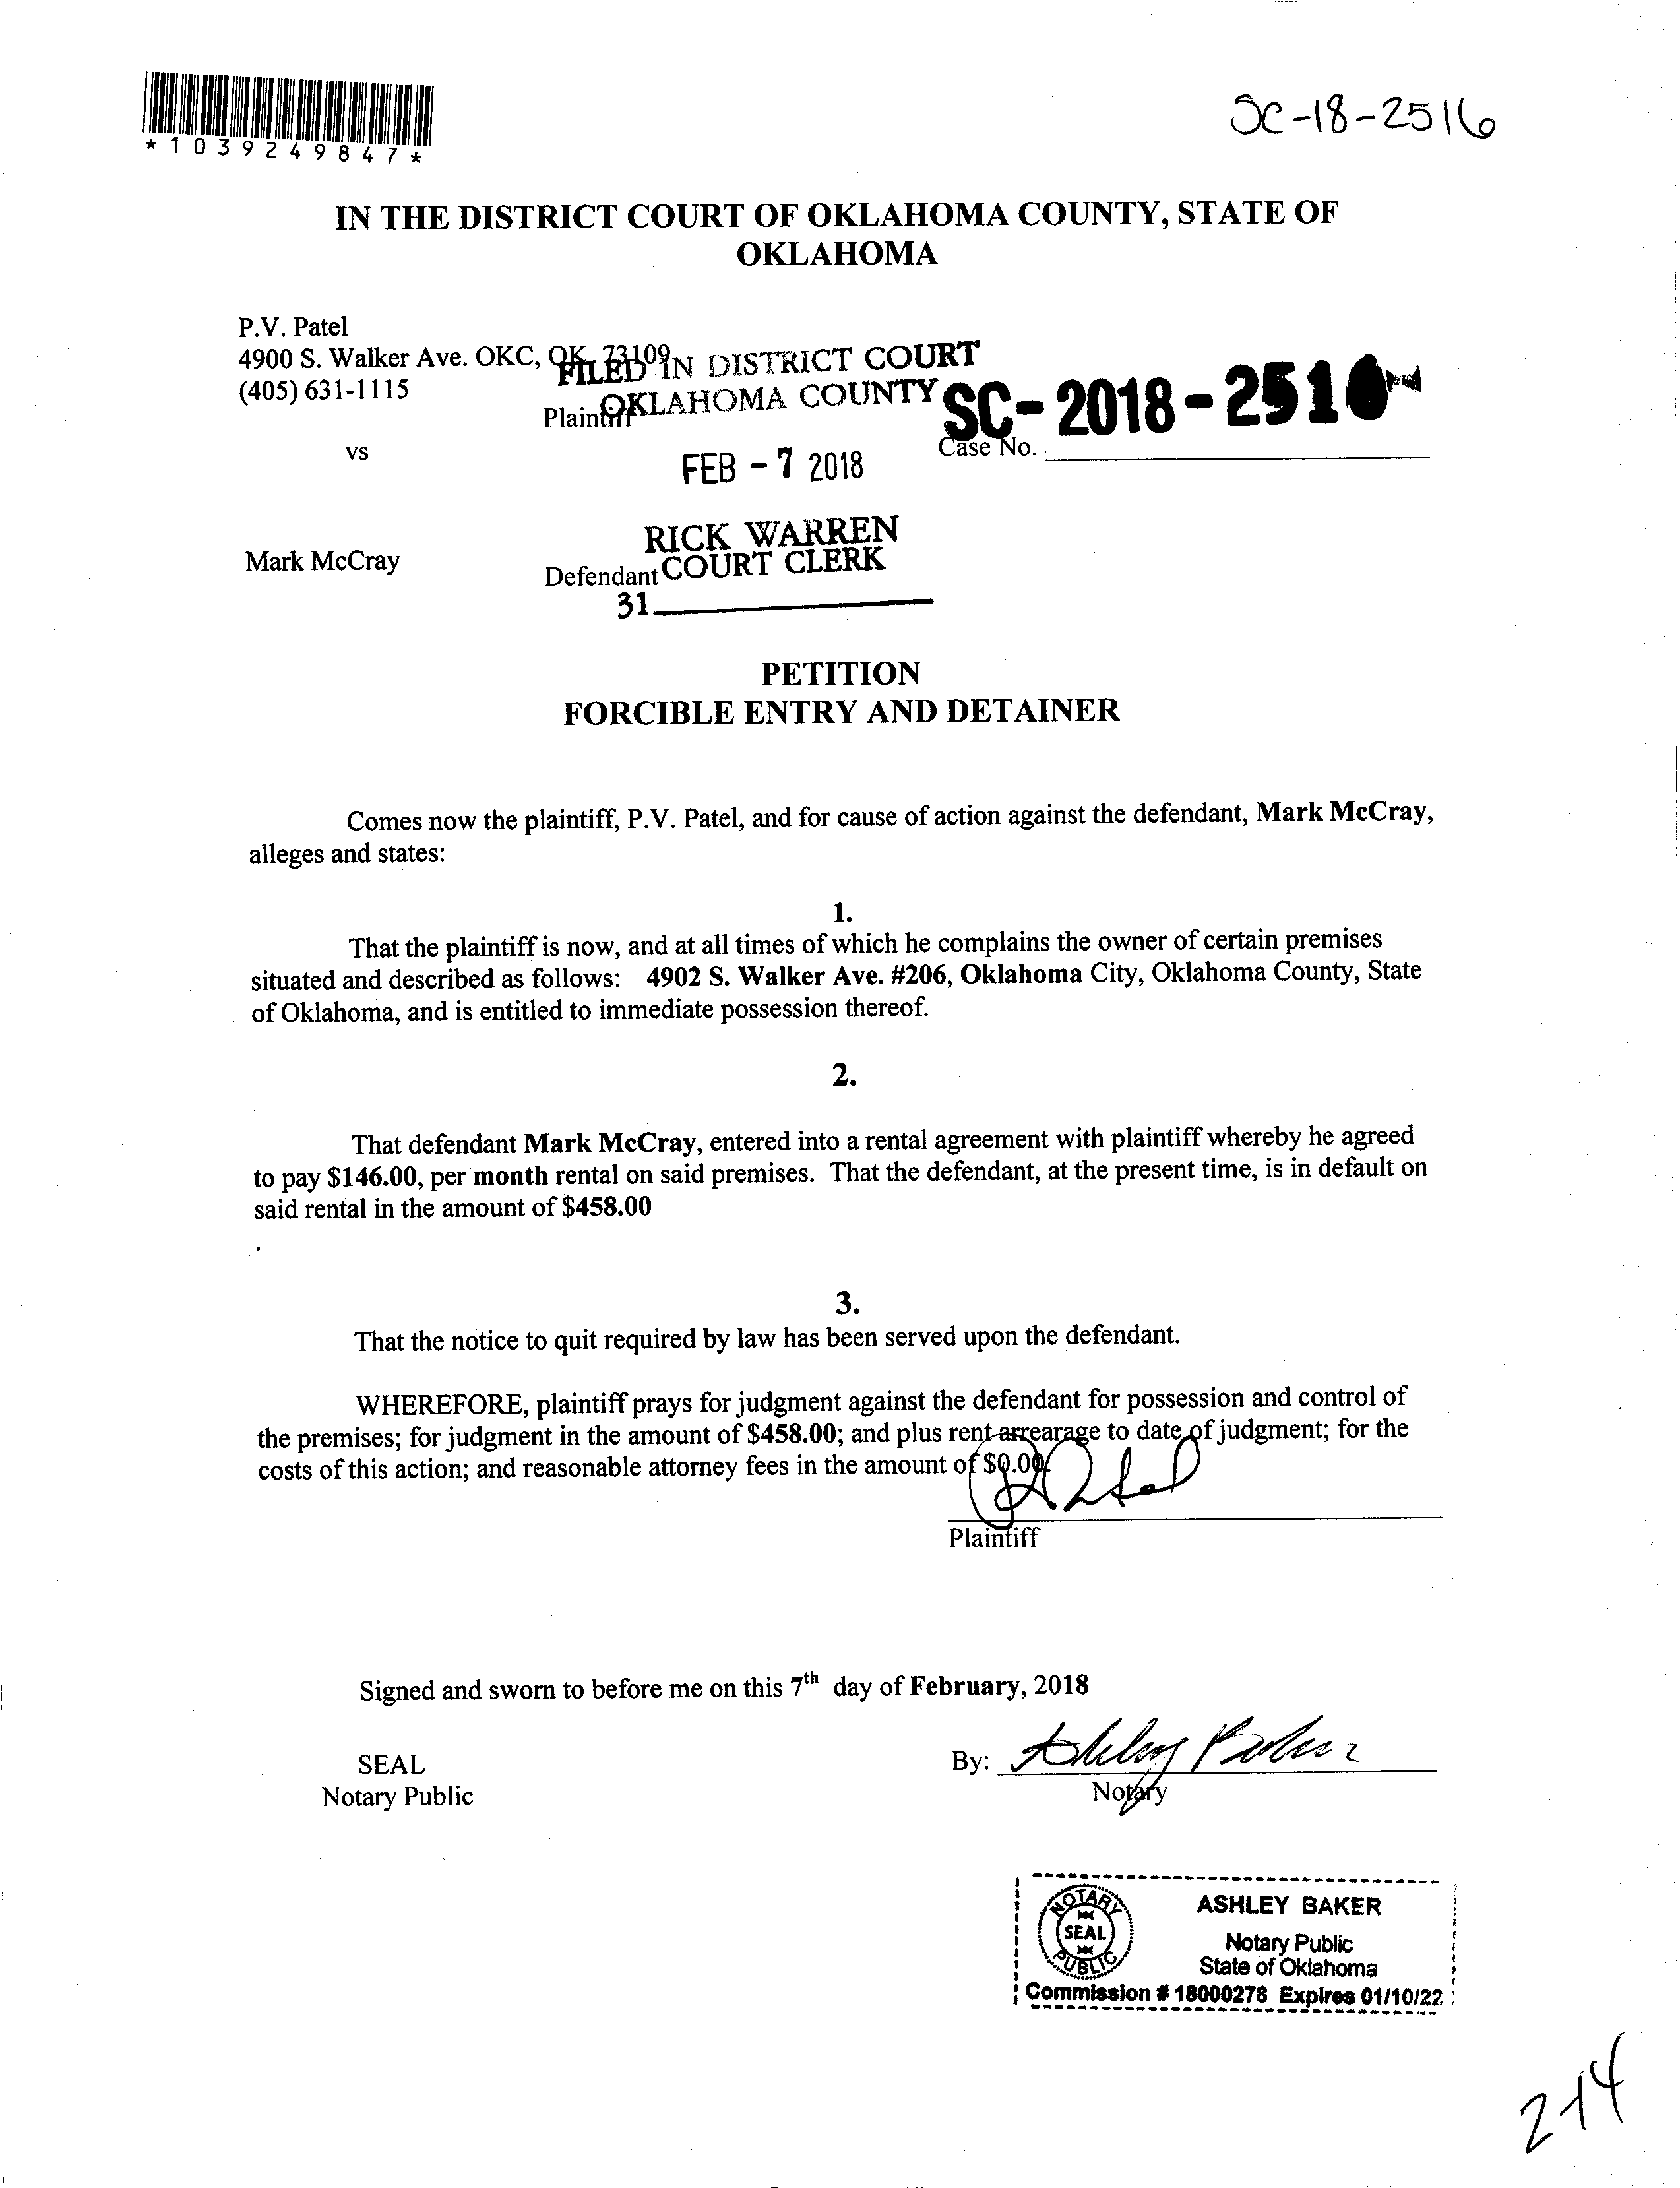 *1039249847*
SC-18-2516
IN THE DISTRICT COURT OF OKLAHOMA COUNTY, STATE OF
OKLAHOMA
P.V. Patel
4900 S. Walker Ave. OKC, OK 73109
(405) 631-1115
Plaintiff
vs
FILED IN DISTRICT COURT
OKLAHOMA COUNTY
FEB - 7 2018
RICK WARREN
COURT CLERK
31
SC-2018-2516
Case No.
Mark McCray
Defendant
PETITION
FORCIBLE ENTRY AND DETAINER
Comes now the plaintiff, P.V. Patel, and for cause of action against the defendant, Mark McCray,
alleges and states:
1.
That the plaintiff is now, and at all times of which he complains the owner of certain premises
situated and described as follows: 4902 S. Walker Ave. #206, Oklahoma City, Oklahoma County, State
of Oklahoma, and is entitled to immediate possession thereof.
2.
That defendant Mark McCray, entered into a rental agreement with plaintiff whereby he agreed
to pay $146.00, per month rental on said premises. That the defendant, at the present time, is in default on
said rental in the amount of $458.00
.
3.
That the notice to quit required by law has been served upon the defendant.
WHEREFORE, plaintiff prays for judgment against the defendant for possession and control of
the premises; for judgment in the amount of $458.00; and plus rent arrearage to date of judgment; for the
costs of this action; and reasonable attorney fees in the amount of $0.00.
Plaintiff
Signed and sworn to before me on this 7th day of February, 2018
SEAL
Notary Public
By: Ashley Baker
Notary
NOTARY
SEAL
PUBLIC
ASHLEY BAKER
Notary Public
State of Oklahoma
Commission # 18000278 Expires 01/10/22
214